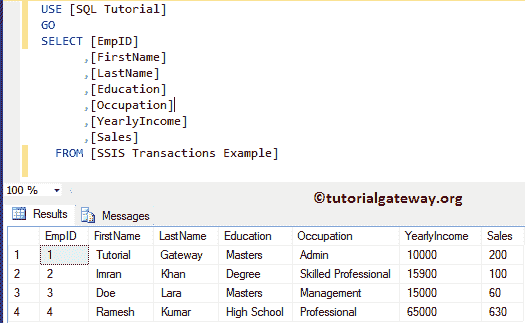 USE [SQL Tutorial]
GO
SELECT [EmpID]
,[FirstName]
,[LastName]
,[Education]
,[Occupation]
,[YearlyIncome]
,[Sales]
FROM [SSIS Transactions Example]
100 %
©tutorialgateway.org
Results Messages
EmpID FirstName LastName Education Occupation YearlyIncome Sales
1 1 Tutorial Gateway Masters Admin 10000 200
2 2 Imran Khan Degree Skilled Professional 15900 100
3 3 Doe Lara Masters Management 15000 60
4 4 Ramesh Kumar High School Professional 65000 630